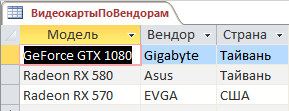 ВидеокартыПоВендорам
Модель Вендор Страна
GeForce GTX 1080 Gigabyte Тайвань
Radeon RX 580 Asus Тайвань
Radeon RX 570 EVGA США